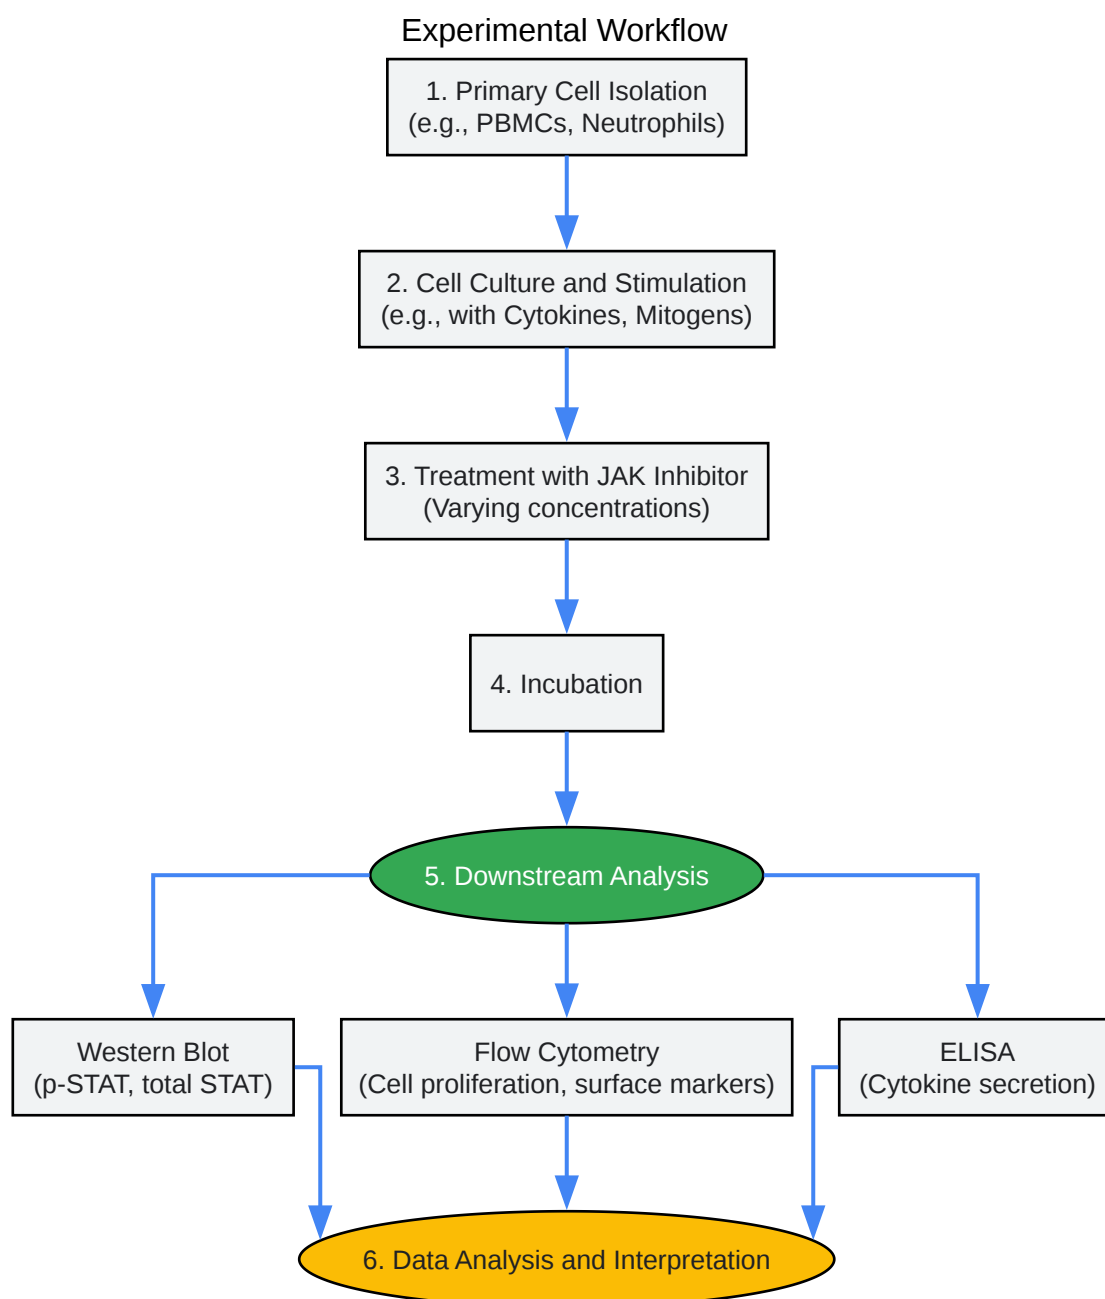 Experimental Workflow
1. Primary Cell Isolation
(e.g., PBMCs, Neutrophils)
2. Cell Culture and Stimulation
(e.g., with Cytokines, Mitogens)
3. Treatment with JAK Inhibitor
(Varying concentrations)
4. Incubation
5. Downstream Analysis
Western Blot
(p-STAT, total STAT)
Flow Cytometry
(Cell proliferation, surface markers)
ELISA
(Cytokine secretion)
6. Data Analysis and Interpretation